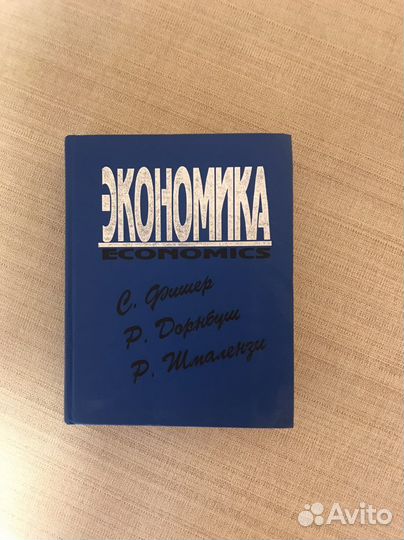 ЭКОНОМИКА
ECONOMICS
С. Фишер
Р. Дорнбуш
Р. Шмалензи
Avito